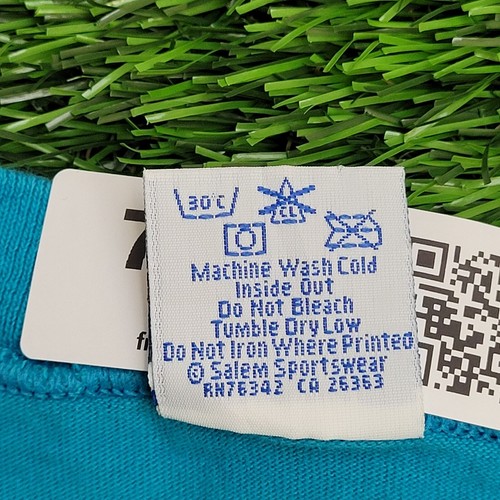 30°C
CL
Machine Wash Cold
Inside Out
Do Not Bleach
Tumble Dry Low
Do Not Iron Where Printed
© Salem Sportswear
RN76342 CA 26363
7